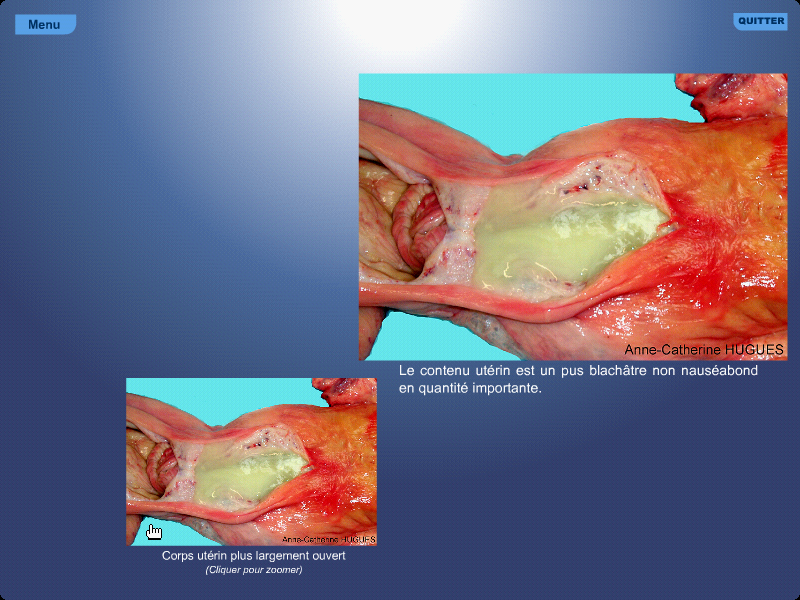 Menu
QUITTER
Anne-Catherine HUGUES
Le contenu utérin est un pus blachâtre non nauséabond
en quantité importante.
Anne-Catherine HUGUES
Corps utérin plus largement ouvert
(Cliquer pour zoomer)